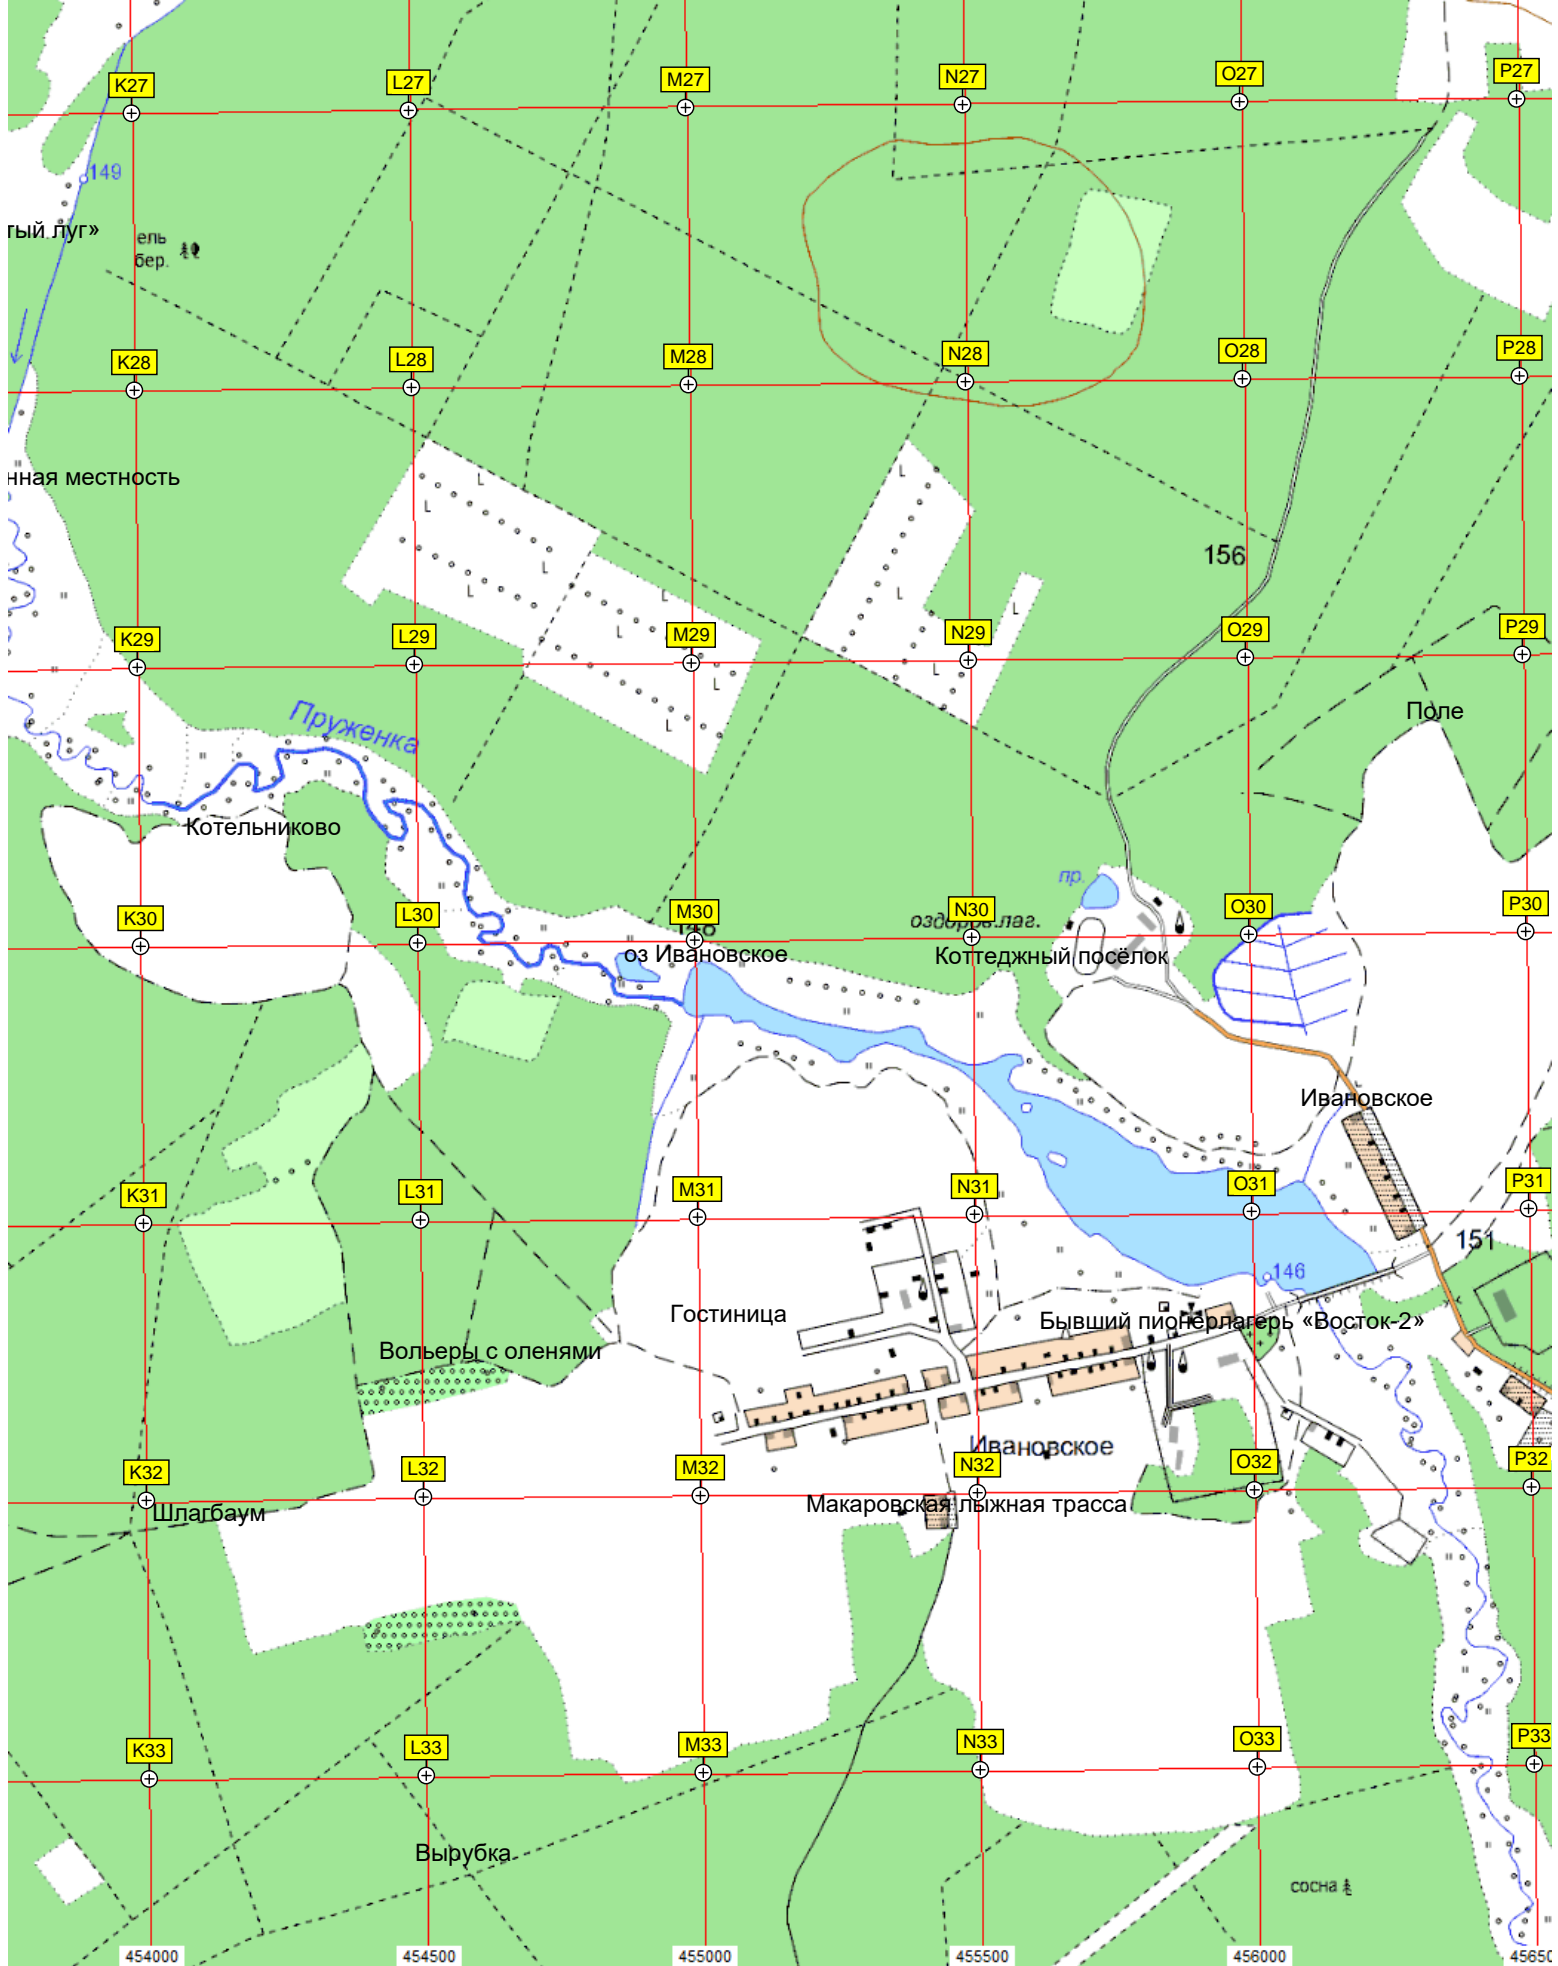 K27 L27 M27 N27 O27 P27
149
тый луг»
ель
бер.
K28 L28 M28 N28 O28 P28
нная местность
156
K29 L29 M29 N29 O29 P29
Пруженка
Поле
Котельниково
пр.
K30 L30 M30 N30 O30 P30
оздоров.лаг.
оз Ивановское
Коттеджный посёлок
Ивановское
K31 L31 M31 N31 O31 P31
151
146
Гостиница
Бывший пионерлагерь «Восток-2»
Вольеры с оленями
Ивановское
K32 L32 M32 N32 O32 P32
Шлагбаум
Макаровская лыжная трасса
K33 L33 M33 N33 O33 P33
Вырубка
сосна
454000 454500 455000 455500 456000 45650